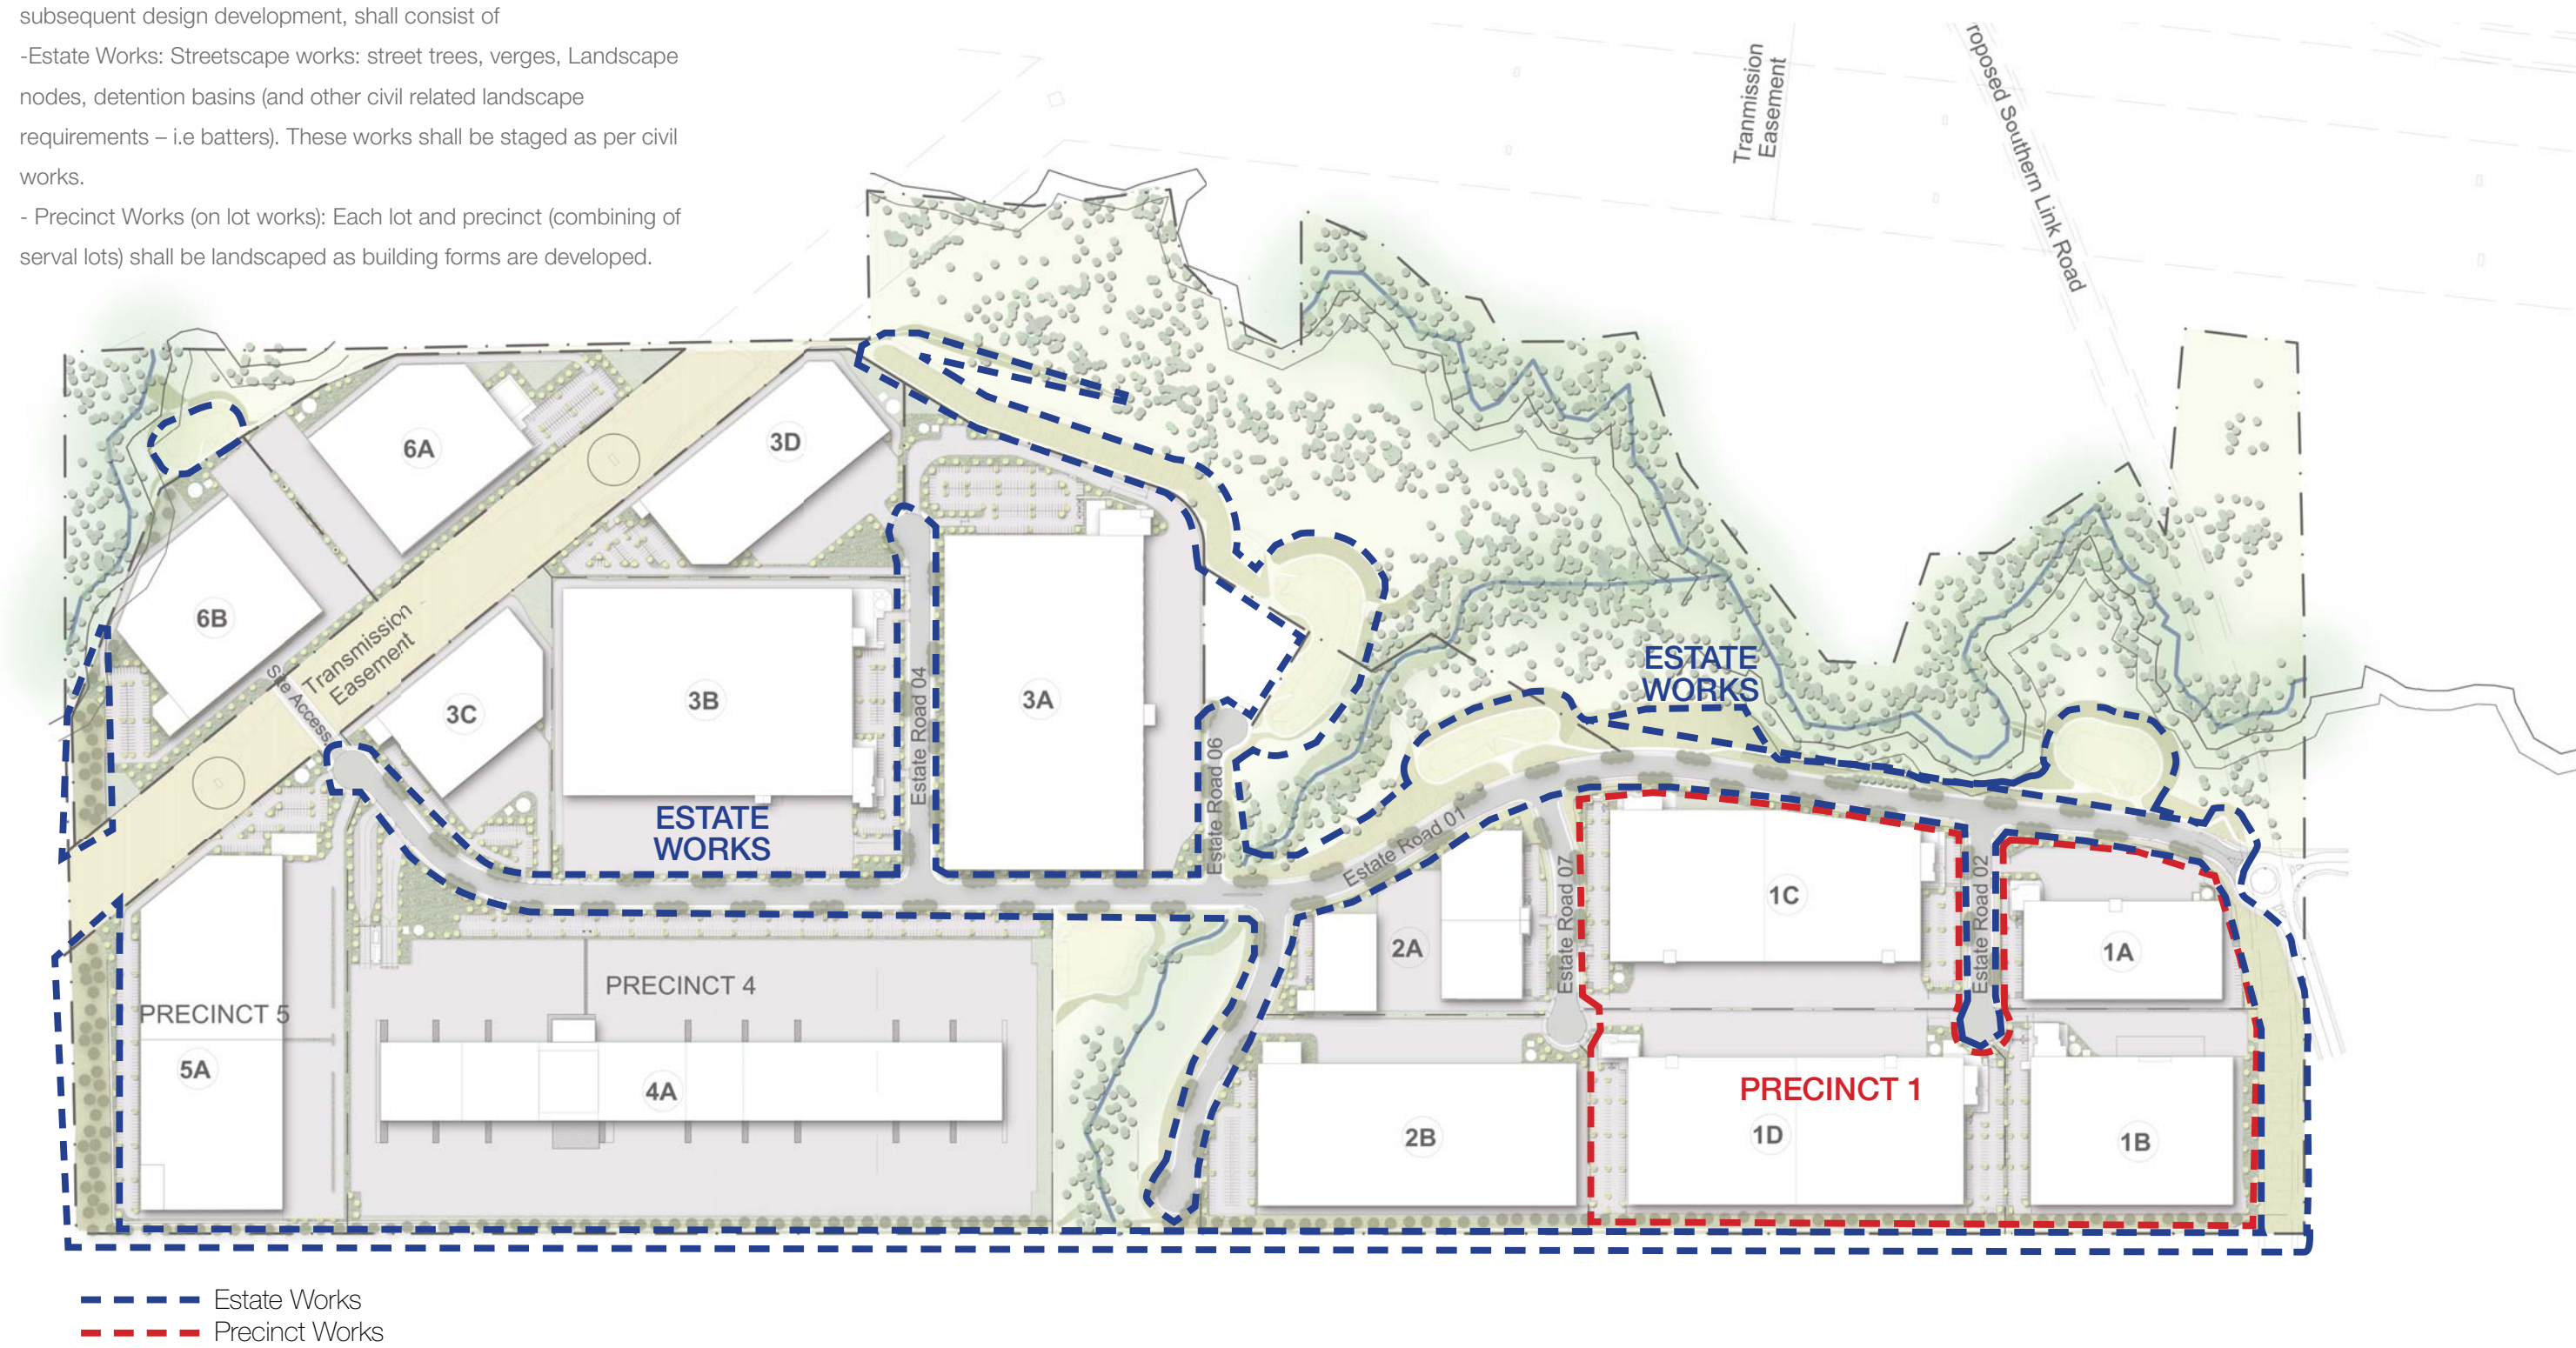 subsequent design development, shall consist of
-Estate Works: Streetscape works: street trees, verges, Landscape
nodes, detention basins (and other civil related landscape
requirements – i.e batters). These works shall be staged as per civil
works.
- Precinct Works (on lot works): Each lot and precinct (combining of
serval lots) shall be landscaped as building forms are developed.
Tranmission
Easement
roposed Southern Link Road
6A
3D
6B
Transmission
Easement
Site Access
3C
3B
3A
Estate Road 04
Estate Road 06
ESTATE
WORKS
ESTATE
WORKS
Estate Road 01
Estate Road 07
Estate Road 02
2A
1C
1A
PRECINCT 4
PRECINCT 5
5A
4A
2B
PRECINCT 1
1D
1B
Estate Works
Precinct Works